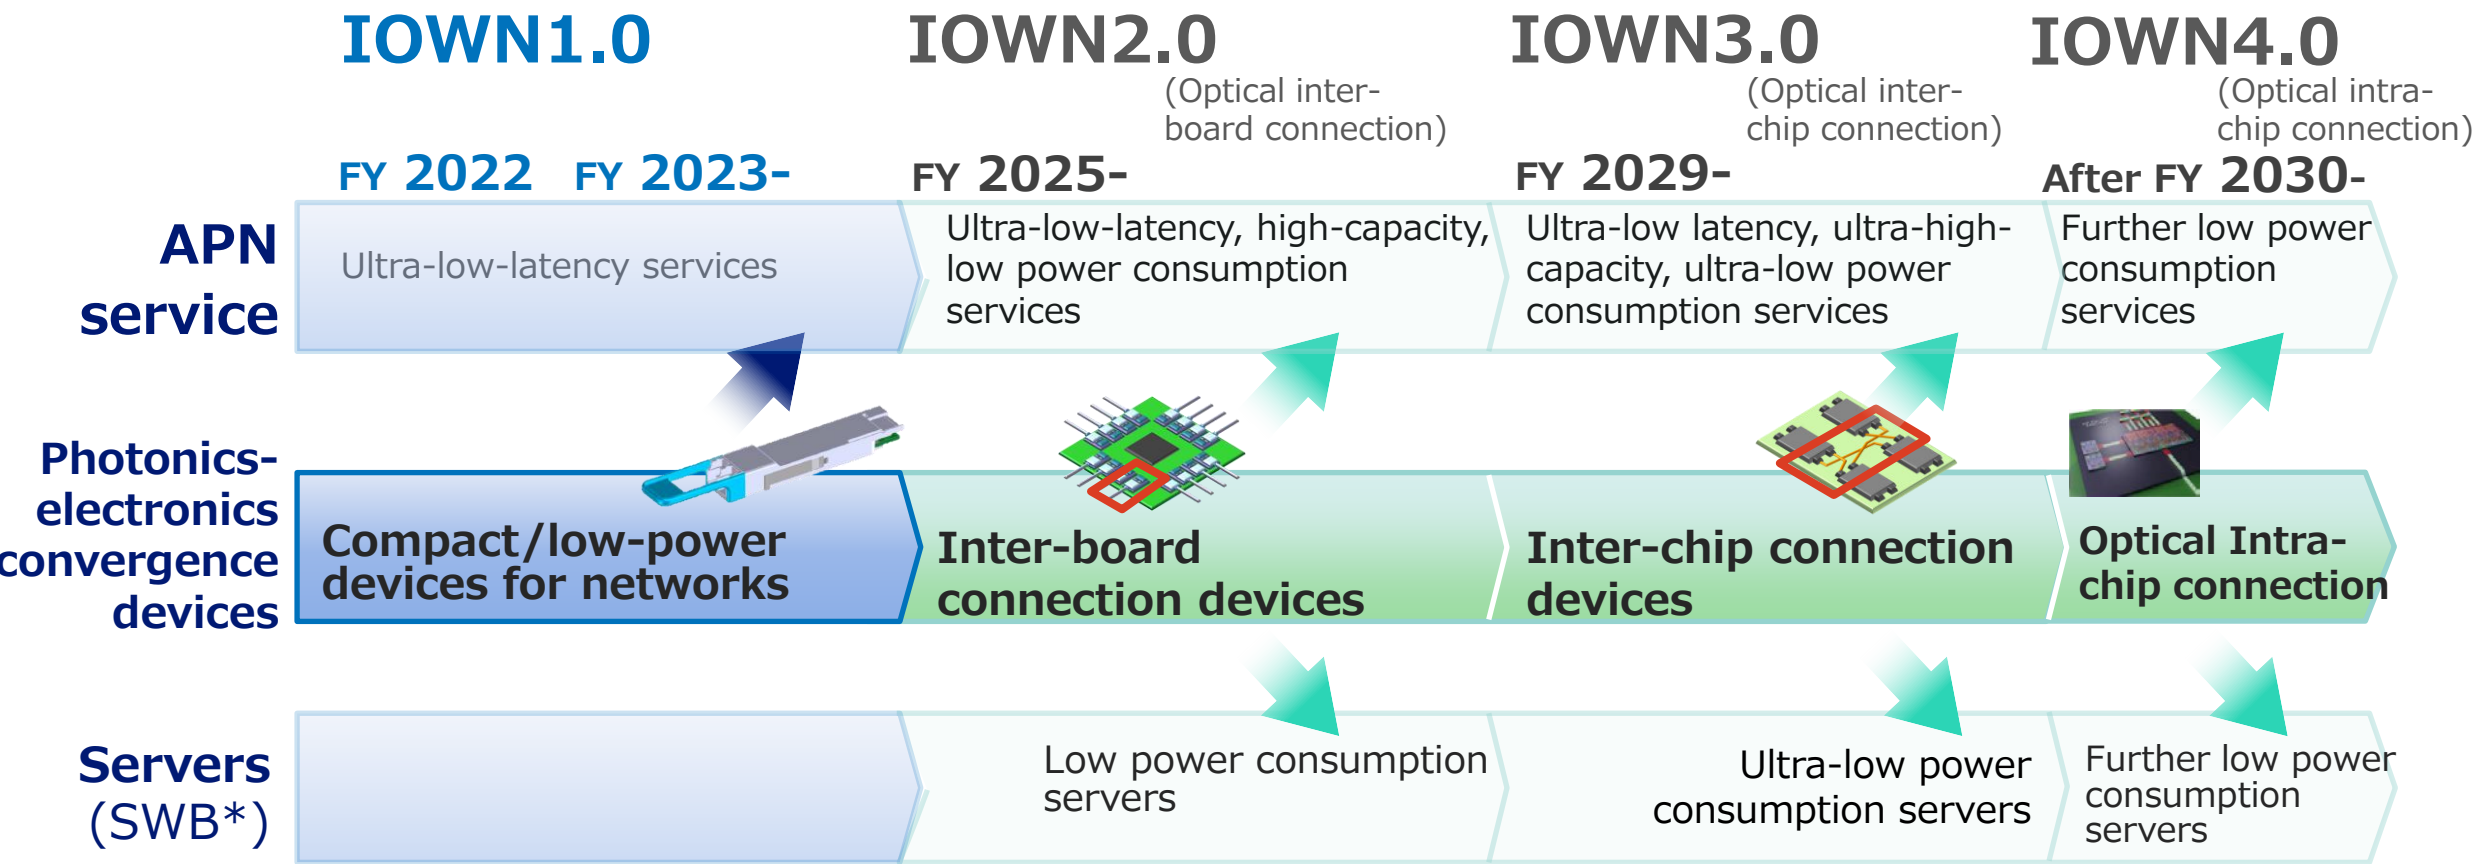 IOWN1.0
IOWN2.0
(Optical inter-
board connection)
IOWN3.0
(Optical inter-
chip connection)
IOWN4.0
(Optical intra-
chip connection)
FY 2022 FY 2023-
FY 2025-
FY 2029-
After FY 2030-
APN
service
Ultra-low-latency services
Ultra-low-latency, high-capacity,
low power consumption
services
Ultra-low latency, ultra-high-
capacity, ultra-low power
consumption services
Further low power
consumption
services
Photonics-
electronics
convergence
devices
Compact/low-power
devices for networks
Inter-board
connection devices
Inter-chip connection
devices
Optical Intra-
chip connection
Servers
(SWB*)
Low power consumption
servers
Ultra-low power
consumption servers
Further low power
consumption
servers